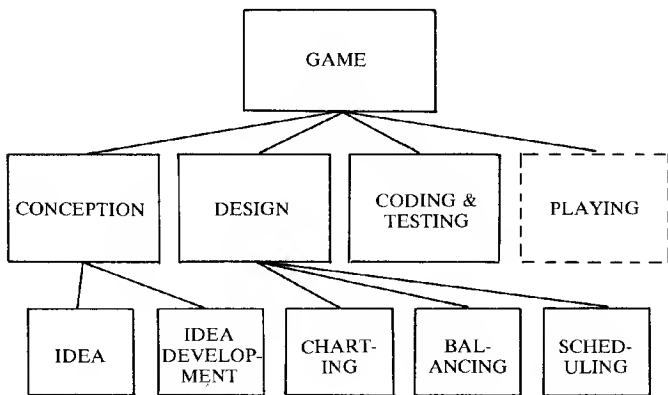 GAME
CONCEPTION
DESIGN
CODING &
TESTING
PLAYING
IDEA
IDEA
DEVELOP-
MENT
CHART-
ING
BAL-
ANCING
SCHED-
ULING